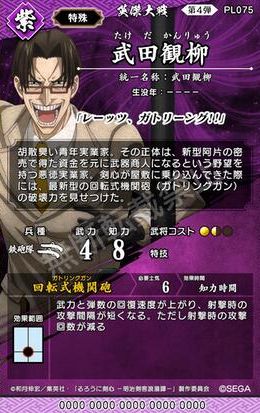 紫
特殊
英傑大戦
第4弾
PL075
たけ だ かんりゅう
武田観柳
統一名称：武田観柳
生没年：－－－－
「レーッツ、ガトリーング!!」
胡散臭い青年実業家。その正体は、新型阿片の密
売で得た資金を元に武器商人になるという野望を
持つ悪徳実業家。剣心が屋敷に乗り込んできた際
には、最新型の回転式機関砲（ガトリングガン）
の破壊力を見せつけた。
兵種 武力 知力 武将コスト
鉄砲隊 4 8 特技
ガトリングガン 必要士気 効果時間
回転式機関砲 6 知力時間
効果範囲
武力と弾数の回復速度が上がり、射撃時の
攻撃間隔が短くなる。ただし射撃時の攻撃
回数が減る
©和月伸宏／集英社・「るろうに剣心 －明治剣客浪漫譚－」製作委員会 ©SEGA
0000 0000 0000 0000 0000